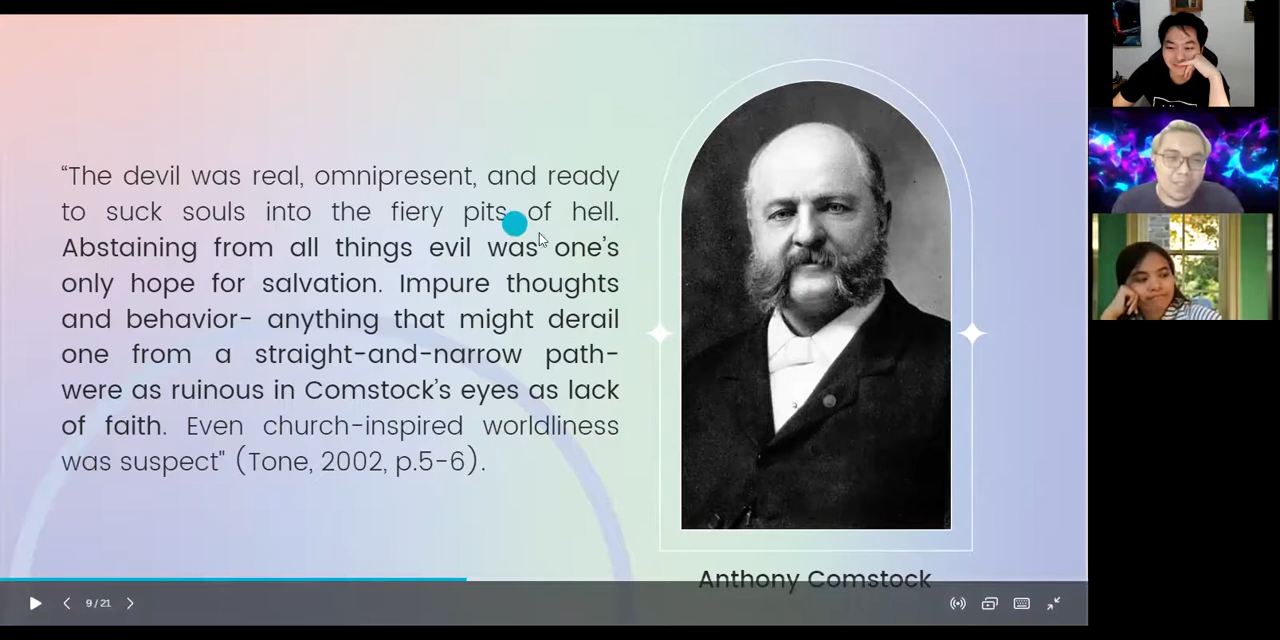 “The devil was real, omnipresent, and ready
to suck souls into the fiery pits of hell.
Abstaining from all things evil was one’s
only hope for salvation. Impure thoughts
and behavior- anything that might derail
one from a straight-and-narrow path-
were as ruinous in Comstock’s eyes as lack
of faith. Even church-inspired worldliness
was suspect" (Tone, 2002, p.5-6).
Anthony Comstock
9 / 21